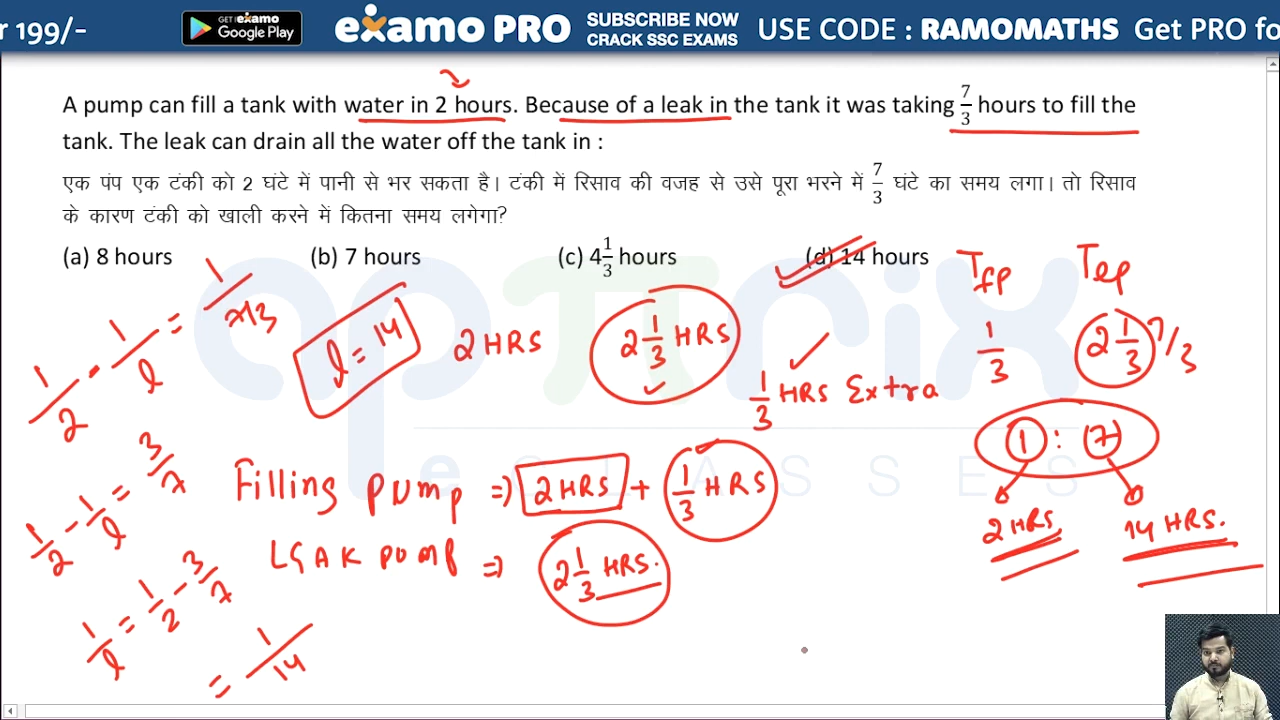 r 199/-
GET IT ON examo
Google Play
examo PRO
SUBSCRIBE NOW
CRACK SSC EXAMS
USE CODE : RAMOMATHS Get PRO fo
A pump can fill a tank with water in 2 hours. Because of a leak in the tank it was taking 7/3 hours to fill the
tank. The leak can drain all the water off the tank in :
एक पंप एक टंकी को 2 घंटे में पानी से भर सकता है। टंकी में रिसाव की वजह से उसे पूरा भरने में 7/3 घंटे का समय लगा। तो रिसाव
के कारण टंकी को खाली करने में कितना समय लगेगा?
(a) 8 hours (b) 7 hours (c) 4 1/3 hours (d) 14 hours
1/2 - 1/l = 1/7/3
l = 14
2 HRS
2 1/3 HRS
1/3 HRS Extra
Tfp Tep
1/3 2 1/3 7/3
1 : 7
2 HRS. 14 HRS.
1/2 - 1/l = 3/7
Filling pump ⇒ 2 HRS + 1/3 HRS
LEAK PUMP ⇒ 2 1/3 HRS.
1/l = 1/2 - 3/7
= 1/14
eptrix
e CLASSES